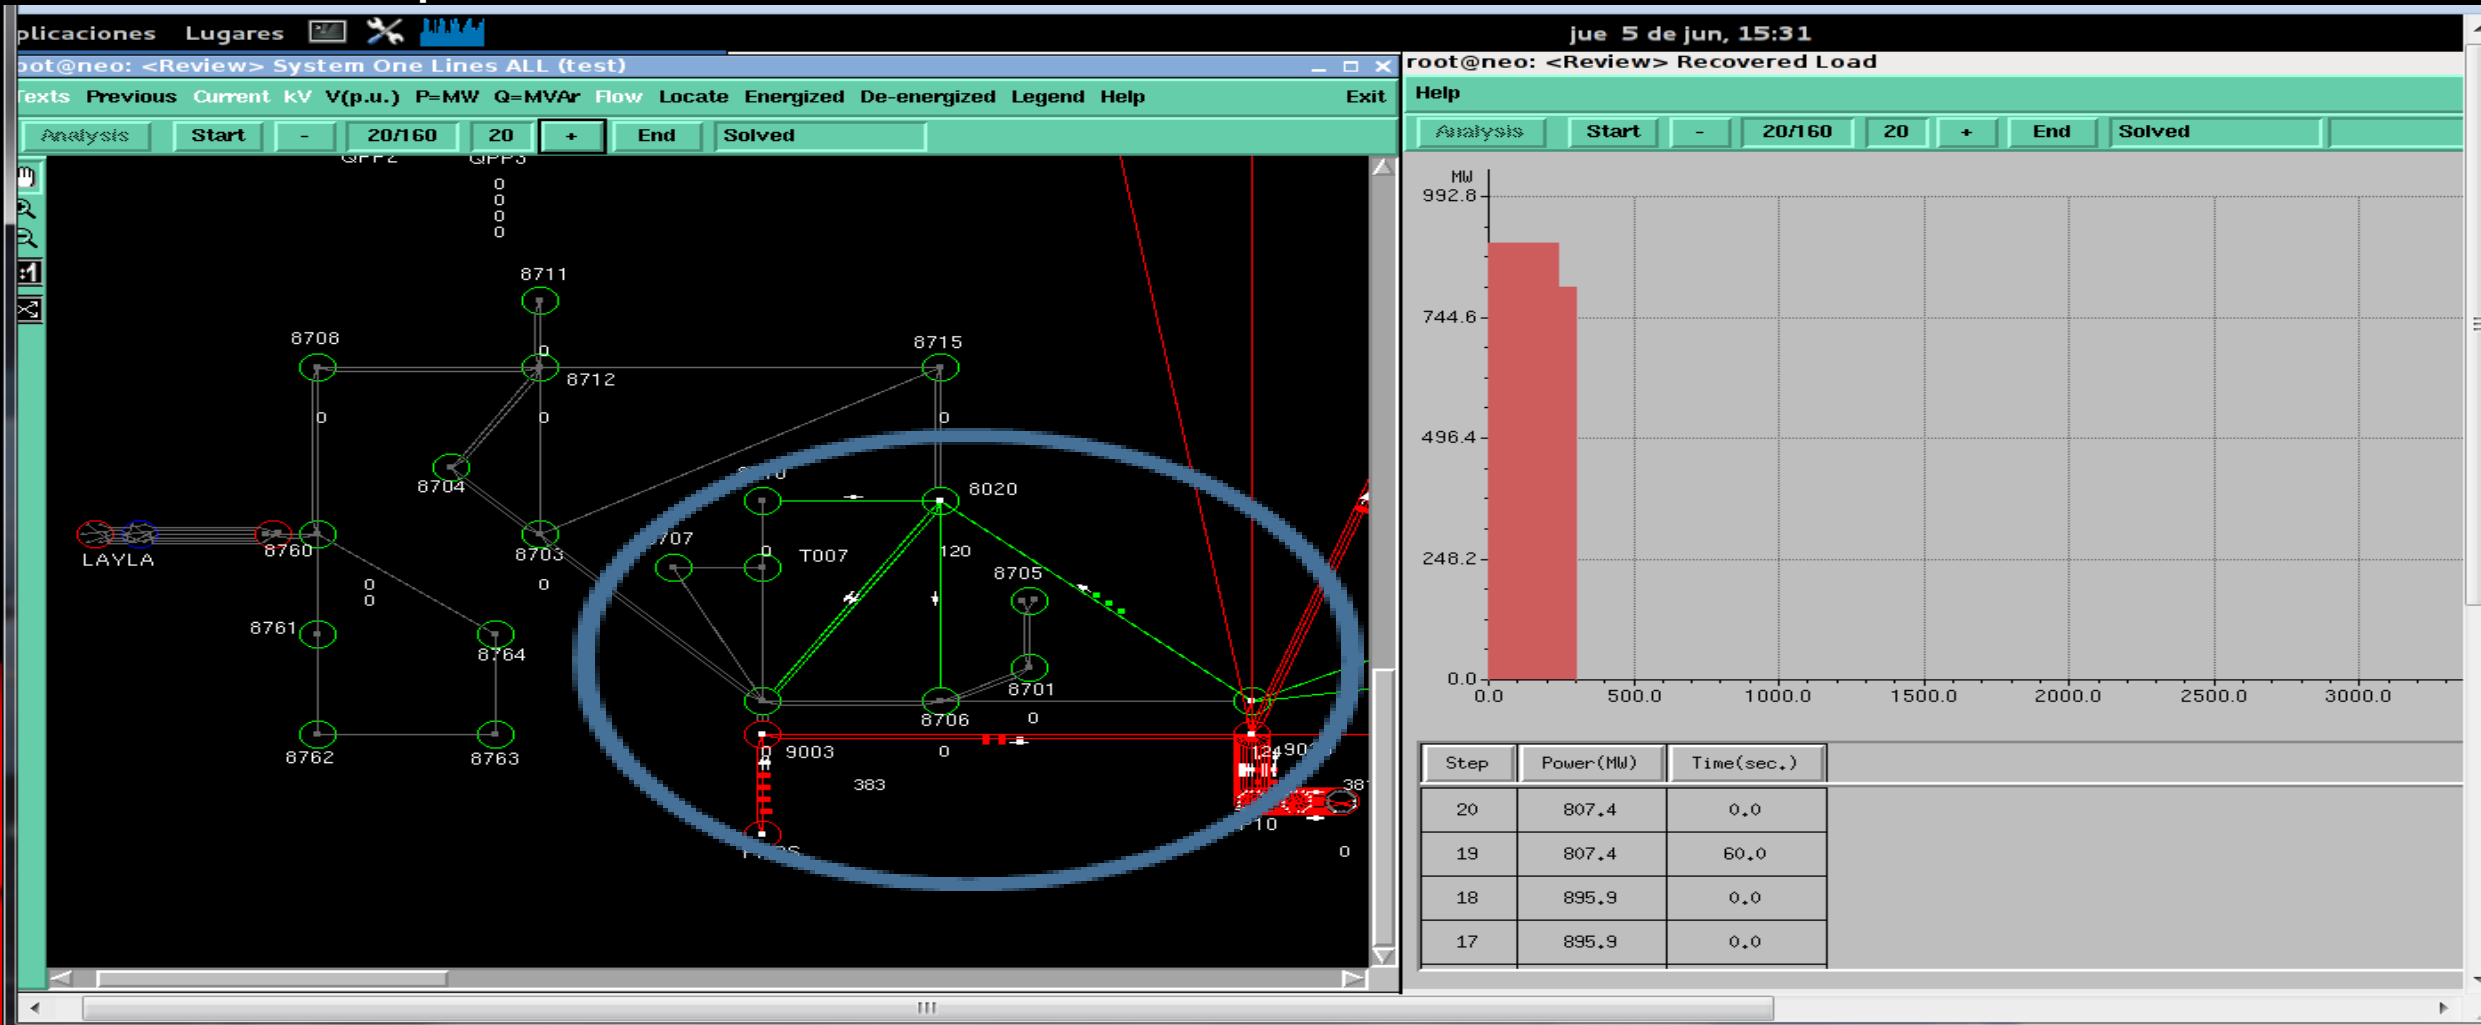 plicaciones Lugares jue 5 de jun, 15:31
oot@neo: <Review> System One Lines ALL (test)
Texts Previous Current kV V(p.u.) P=MW Q=MVAr Flow Locate Energized De-energized Legend Help Exit
Analysis Start - 20/160 20 + End Solved
QPP2 QPP3
0
0
0
0
8711
8708
0
8712
8715
0
0
0
8704
8020
8707
0
T007
120
LAYLA
8760
8703
0
0
0
8705
8761
8764
8701
8706
0
8762
8763
0
9003
0
383
P10
0
root@neo: <Review> Recovered Load
Help
Analysis Start - 20/160 20 + End Solved
MW
992.8
744.6
496.4
248.2
0.0
0.0 500.0 1000.0 1500.0 2000.0 2500.0 3000.0
Step Power(MW) Time(sec.)
20 807.4 0.0
19 807.4 60.0
18 895.9 0.0
17 895.9 0.0